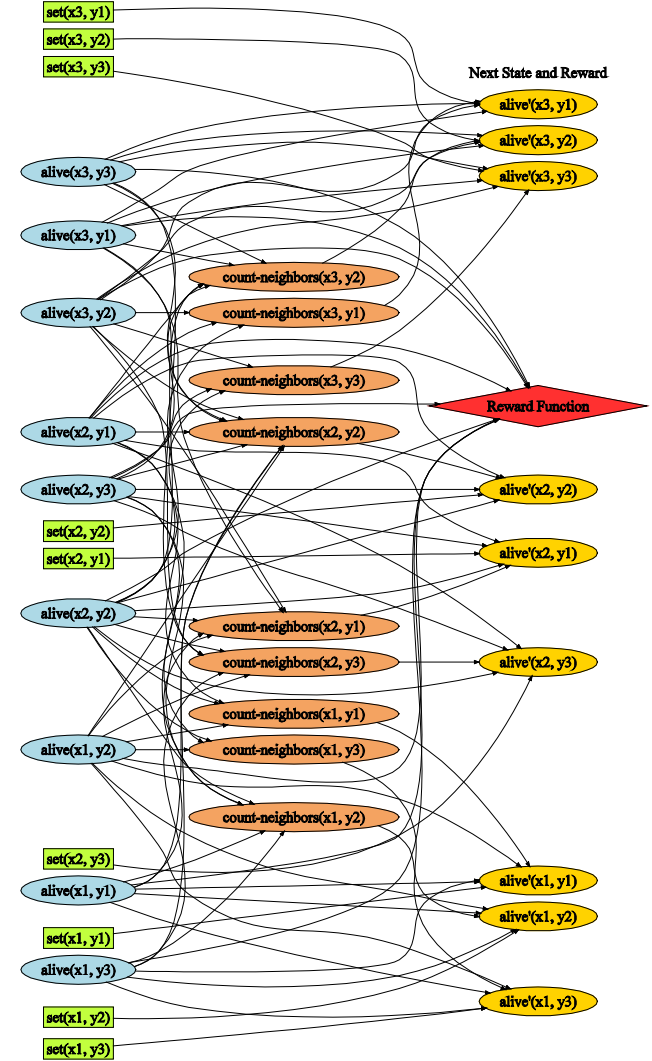 set(x3, y1)
set(x3, y2)
set(x3, y3)
alive(x3, y3)
alive(x3, y1)
alive(x3, y2)
alive(x2, y1)
alive(x2, y3)
set(x2, y2)
set(x2, y1)
alive(x2, y2)
alive(x1, y2)
set(x2, y3)
alive(x1, y1)
set(x1, y1)
alive(x1, y3)
set(x1, y2)
set(x1, y3)
count-neighbors(x3, y2)
count-neighbors(x3, y1)
count-neighbors(x3, y3)
count-neighbors(x2, y2)
count-neighbors(x2, y1)
count-neighbors(x2, y3)
count-neighbors(x1, y1)
count-neighbors(x1, y3)
count-neighbors(x1, y2)
Next State and Reward
alive'(x3, y1)
alive'(x3, y2)
alive'(x3, y3)
Reward Function
alive'(x2, y2)
alive'(x2, y1)
alive'(x2, y3)
alive'(x1, y1)
alive'(x1, y2)
alive'(x1, y3)